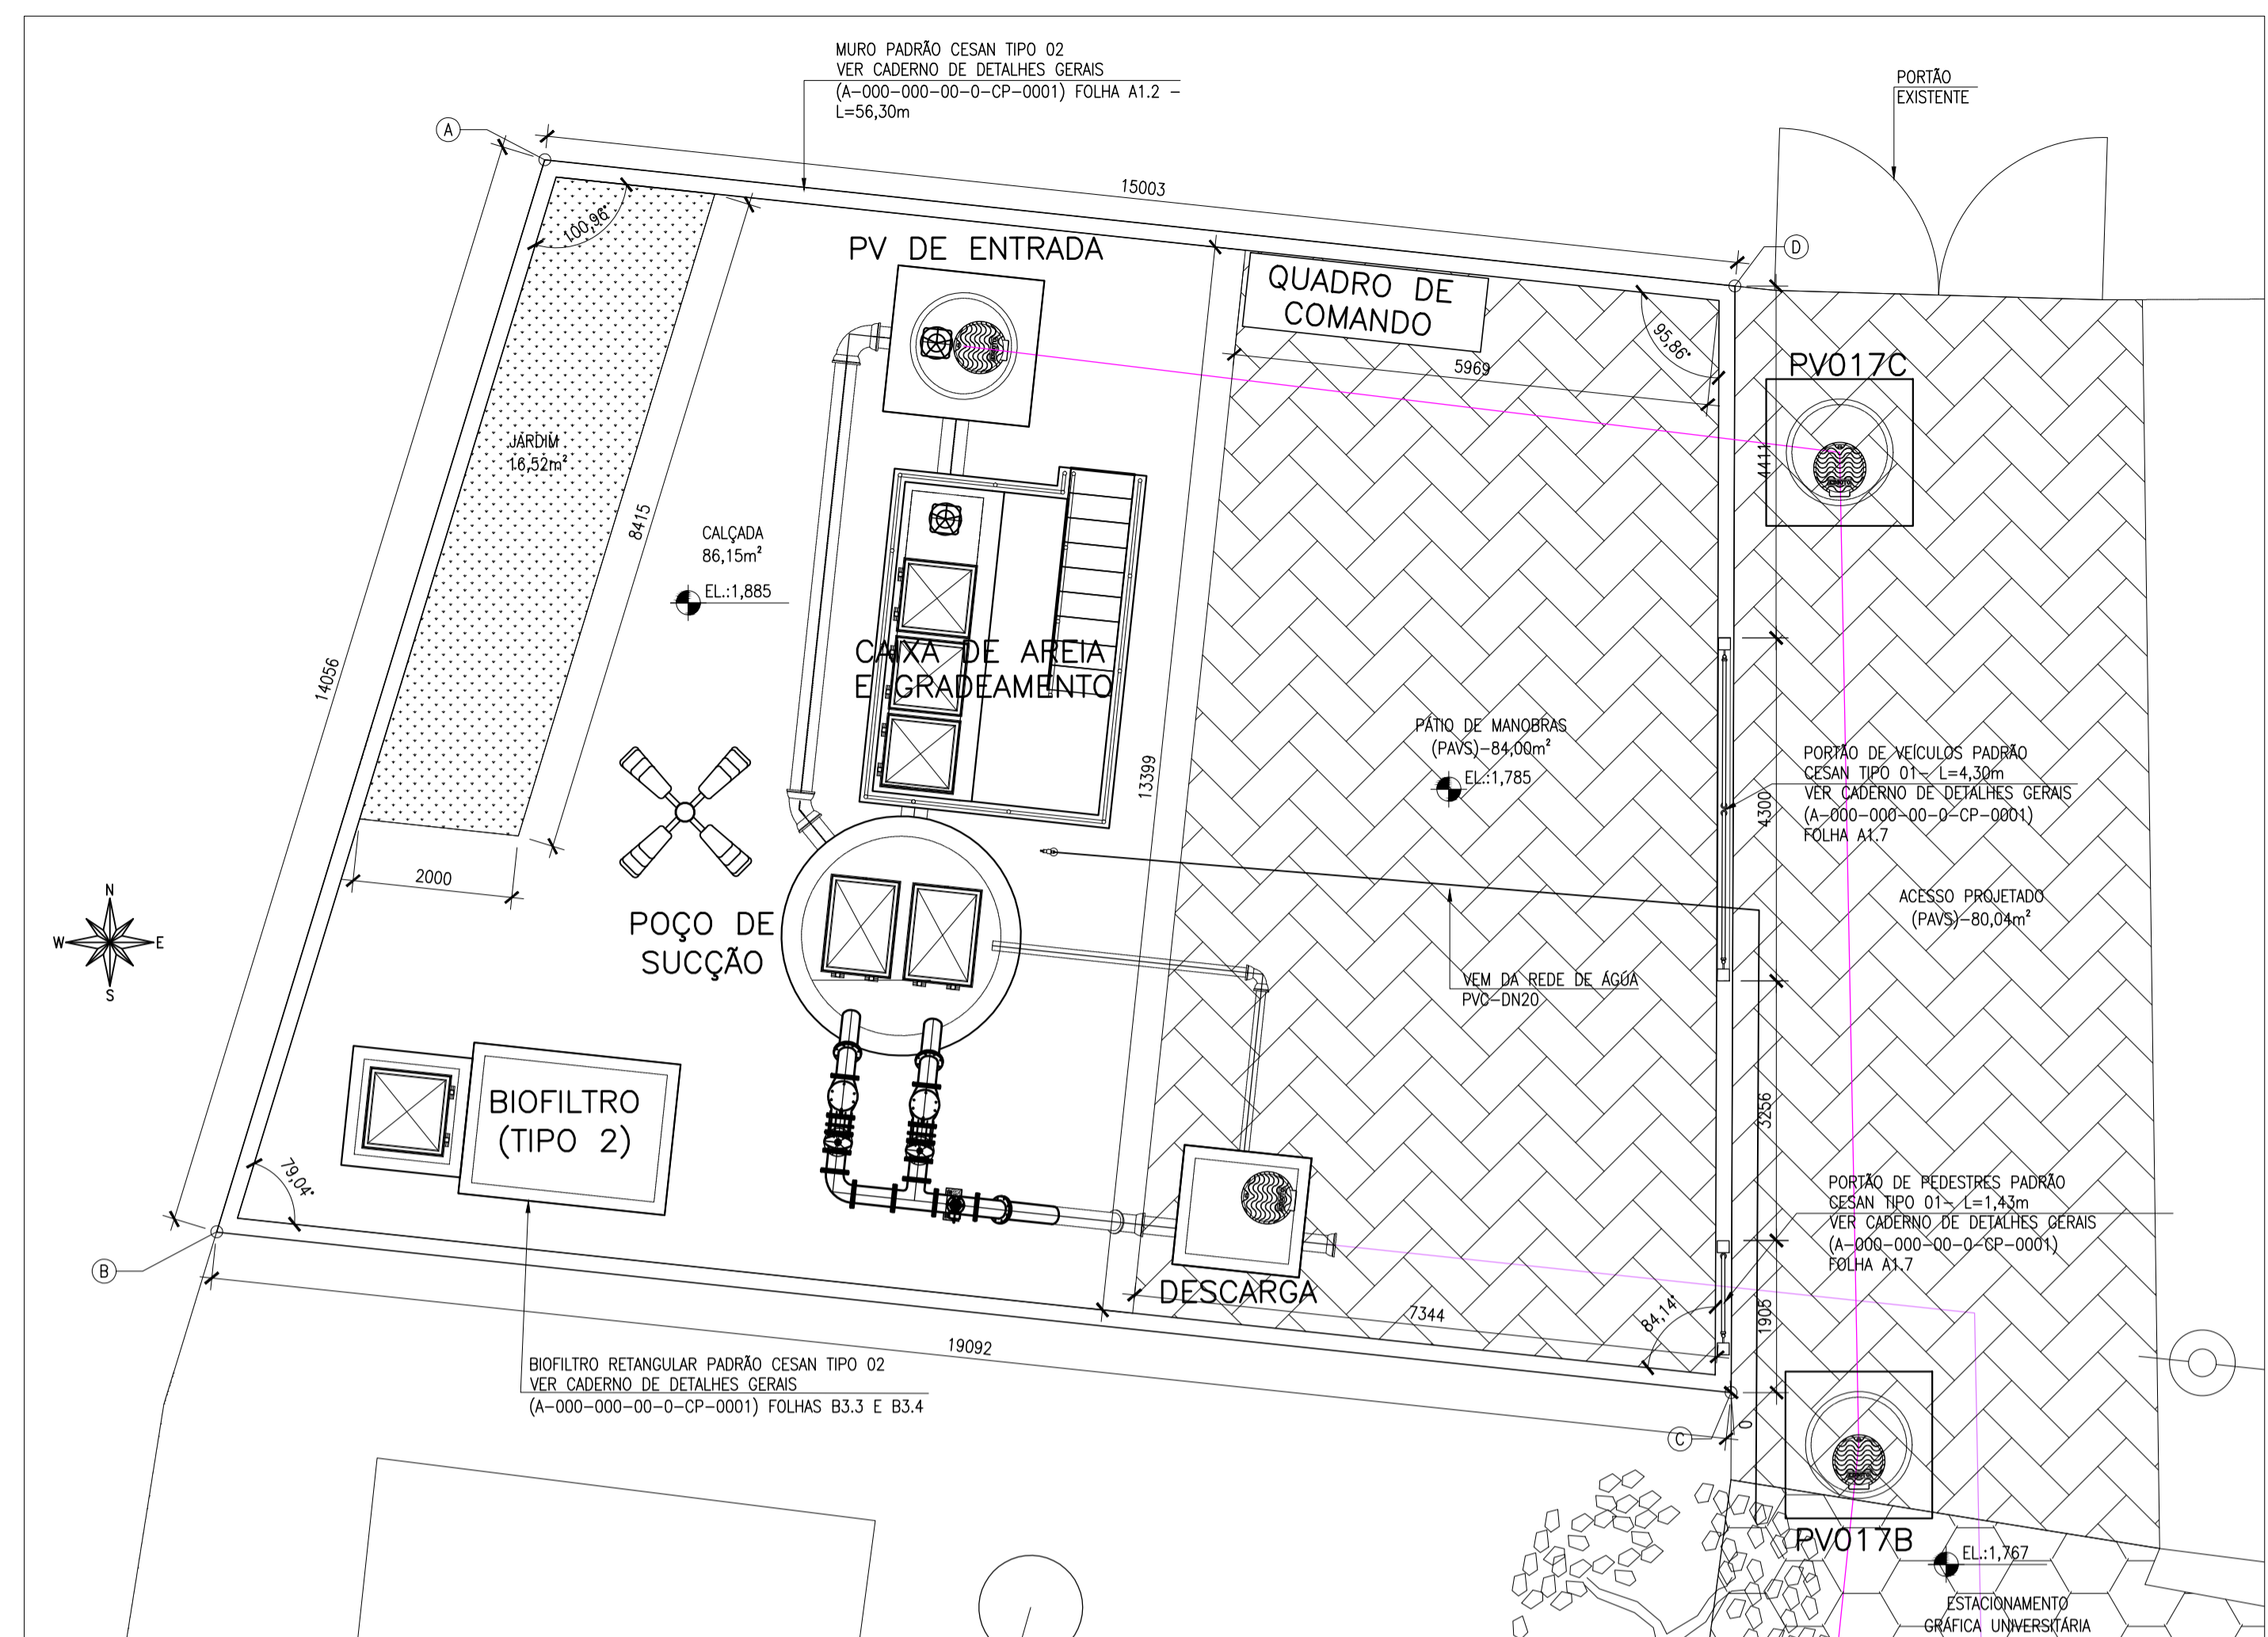 MURO PADRÃO CESAN TIPO 02
VER CADERNO DE DETALHES GERAIS
(A-000-000-00-0-CP-0001) FOLHA A1.2 -
L=56,30m
PORTÃO
EXISTENTE
A
15003
D
100,96°
PV DE ENTRADA
QUADRO DE
COMANDO
95,86°
5969
PV017C
4411
JARDIM
16,52m²
8415
CALÇADA
86,15m²
EL.:1,885
14056
CAIXA DE AREIA
E GRADEAMENTO
13399
PÁTIO DE MANOBRAS
(PAVS)-84,00m²
EL.:1,785
PORTÃO DE VEÍCULOS PADRÃO
CESAN TIPO 01- L=4,30m
VER CADERNO DE DETALHES GERAIS
(A-000-000-00-0-CP-0001)
FOLHA A1.7
4300
2000
ACESSO PROJETADO
(PAVS)-80,04m²
N
W
E
S
POÇO DE
SUCÇÃO
VEM DA REDE DE ÁGUA
PVC-DN20
BIOFILTRO
(TIPO 2)
79,04°
3256
PORTÃO DE PEDESTRES PADRÃO
CESAN TIPO 01- L=1,43m
VER CADERNO DE DETALHES GERAIS
(A-000-000-00-0-CP-0001)
FOLHA A1.7
B
DESCARGA
7344
84,14°
1905
19092
BIOFILTRO RETANGULAR PADRÃO CESAN TIPO 02
VER CADERNO DE DETALHES GERAIS
(A-000-000-00-0-CP-0001) FOLHAS B3.3 E B3.4
C
0
PV017B
EL.:1,767
ESTACIONAMENTO
GRÁFICA UNIVERSITÁRIA